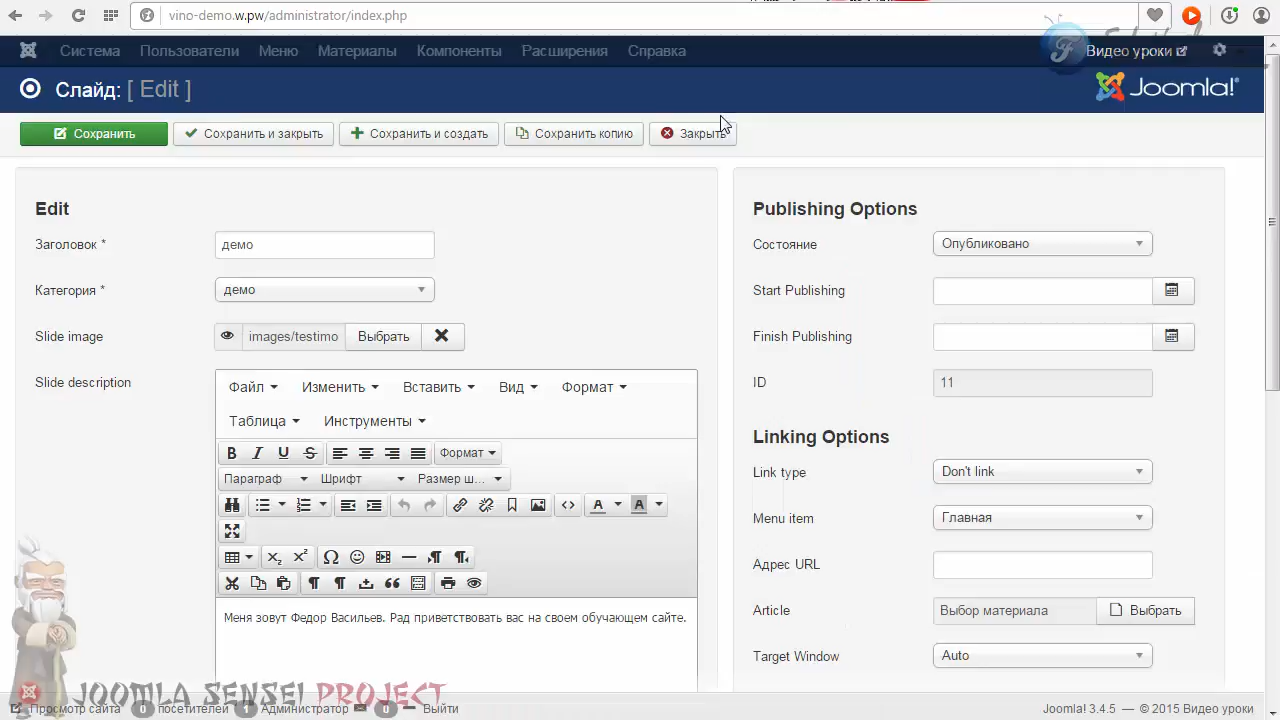 vino-demo.w.pw/administrator/index.php
Система Пользователи Меню Материалы Компоненты Расширения Справка Видео уроки
Слайд: [ Edit ] Joomla!
Сохранить Сохранить и закрыть Сохранить и создать Сохранить копию Закрыть
Edit
Заголовок * демо
Категория * демо
Slide image images/testimo Выбрать
Slide description
Файл Изменить Вставить Вид Формат
Таблица Инструменты
B I U S Формат
Параграф Шрифт Размер ш...
Меня зовут Федор Васильев. Рад приветствовать вас на своем обучающем сайте.
Publishing Options
Состояние Опубликовано
Start Publishing
Finish Publishing
ID 11
Linking Options
Link type Don't link
Menu item Главная
Адрес URL
Article Выбор материала Выбрать
Target Window Auto
JOOMLA SENSEI PROJECT
Просмотр сайта 0 посетителей 1 Администратор 0 Выйти Joomla! 3.4.5 — © 2015 Видео уроки